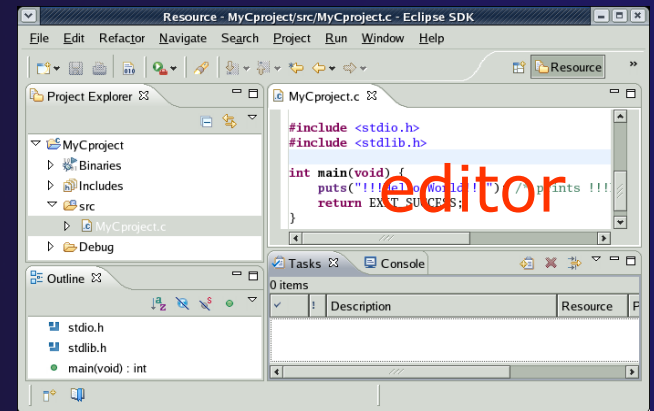 Resource - MyCproject/src/MyCproject.c - Eclipse SDK
File Edit Refactor Navigate Search Project Run Window Help
Resource »
Project Explorer
MyCproject
Binaries
Includes
src
MyCproject.c
Debug
MyCproject.c
#include <stdio.h>
#include <stdlib.h>
int main(void) {
puts("!!!Hello World!!!"); /* prints !!!
return EXIT_SUCCESS;
}
editor
Outline
stdio.h
stdlib.h
main(void) : int
Tasks Console
0 items
! Description Resource P